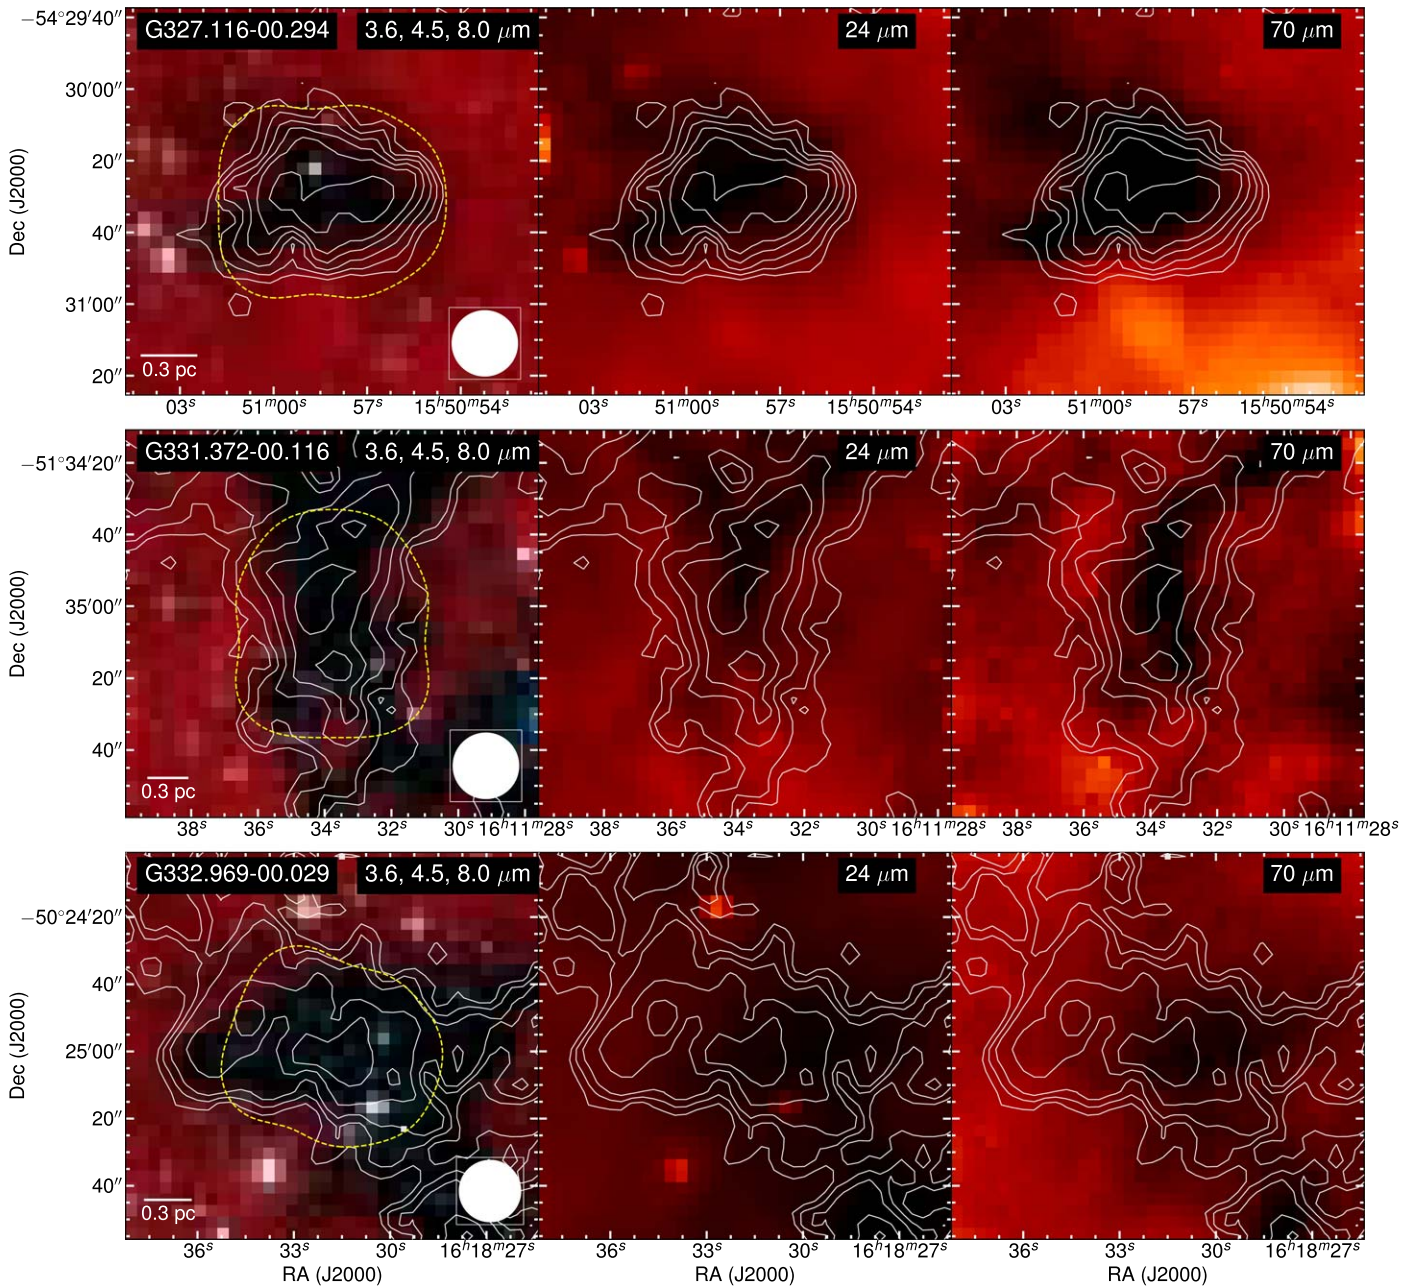 G327.116-00.294 3.6, 4.5, 8.0 μm 24 μm 70 μm
−54°29′40″
30′00″
20″
40″
31′00″
20″
Dec (J2000)
0.3 pc
03ˢ 51ᵐ00ˢ 57ˢ 15ʰ50ᵐ54ˢ 03ˢ 51ᵐ00ˢ 57ˢ 15ʰ50ᵐ54ˢ 03ˢ 51ᵐ00ˢ 57ˢ 15ʰ50ᵐ54ˢ
G331.372-00.116 3.6, 4.5, 8.0 μm 24 μm 70 μm
−51°34′20″
40″
35′00″
20″
40″
Dec (J2000)
0.3 pc
38ˢ 36ˢ 34ˢ 32ˢ 30ˢ 16ʰ11ᵐ28ˢ 38ˢ 36ˢ 34ˢ 32ˢ 30ˢ 16ʰ11ᵐ28ˢ 38ˢ 36ˢ 34ˢ 32ˢ 30ˢ 16ʰ11ᵐ28ˢ
G332.969-00.029 3.6, 4.5, 8.0 μm 24 μm 70 μm
−50°24′20″
40″
25′00″
20″
40″
Dec (J2000)
0.3 pc
36ˢ 33ˢ 30ˢ 16ʰ18ᵐ27ˢ 36ˢ 33ˢ 30ˢ 16ʰ18ᵐ27ˢ 36ˢ 33ˢ 30ˢ 16ʰ18ᵐ27ˢ
RA (J2000) RA (J2000) RA (J2000)